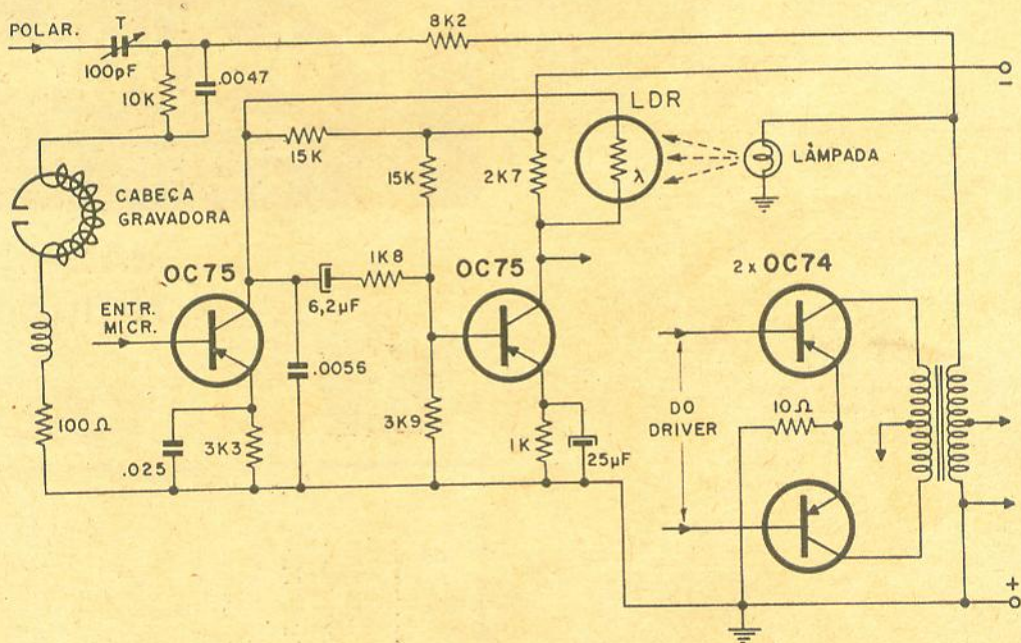 POLAR.
T
100pF
8K2
10K
.0047
−
LDR
15K
15K
2K7
λ
LÂMPADA
CABEÇA
GRAVADORA
OC75
6,2µF
1K8
OC75
2x OC74
ENTR.
MICR.
.0056
100Ω
.025
3K3
3K9
1K
25µF
DO
DRIVER
10Ω
+